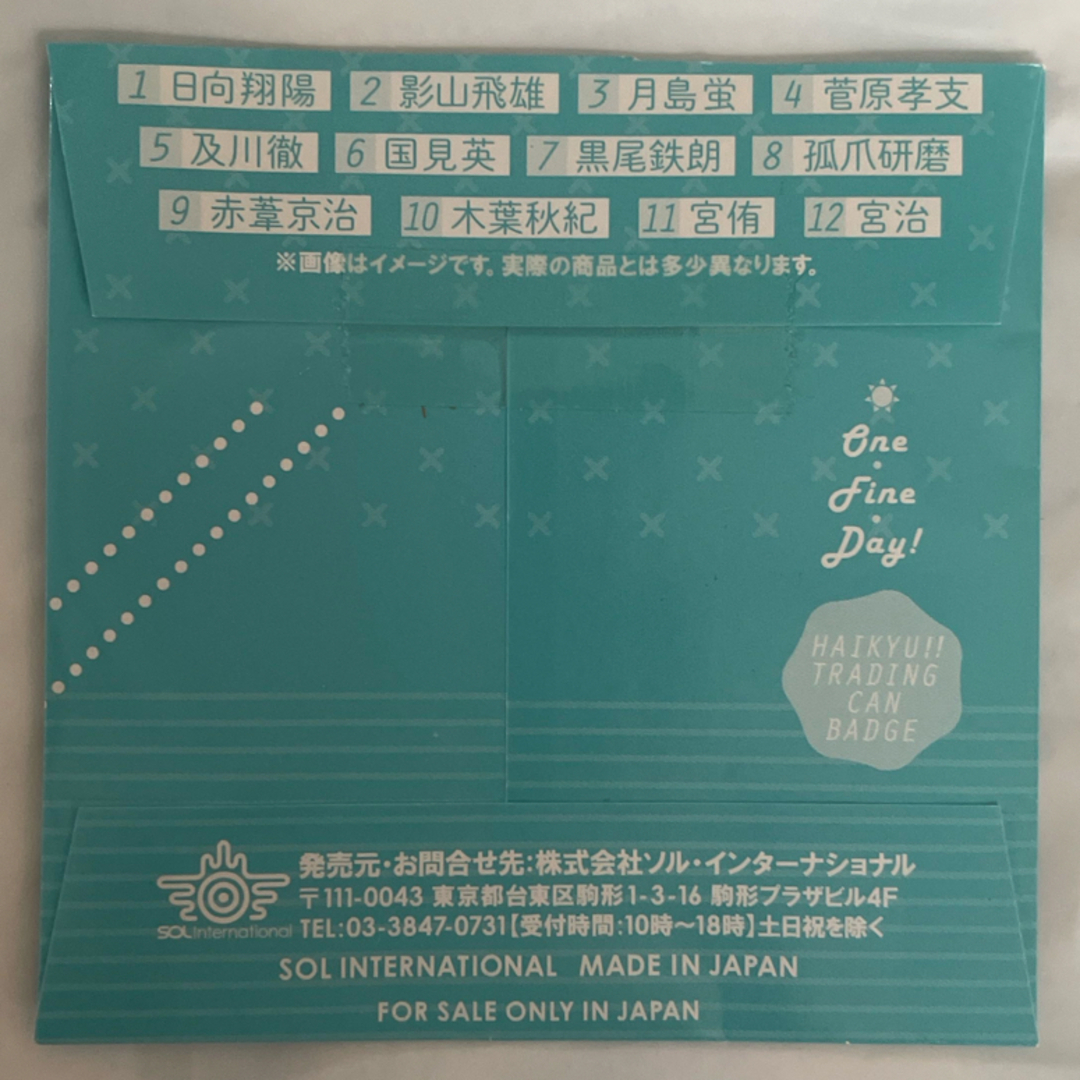 1 日向翔陽 2 影山飛雄 3 月島蛍 4 菅原孝支
5 及川徹 6 国見英 7 黒尾鉄朗 8 孤爪研磨
9 赤葦京治 10 木葉秋紀 11 宮侑 12 宮治
※画像はイメージです。実際の商品とは多少異なります。
One
Fine
Day!
HAIKYU!!
TRADING
CAN
BADGE
発売元・お問合せ先:株式会社ソル・インターナショナル
〒111-0043 東京都台東区駒形1-3-16 駒形プラザビル4F
SOL International
TEL:03-3847-0731【受付時間:10時〜18時】土日祝を除く
SOL INTERNATIONAL MADE IN JAPAN
FOR SALE ONLY IN JAPAN